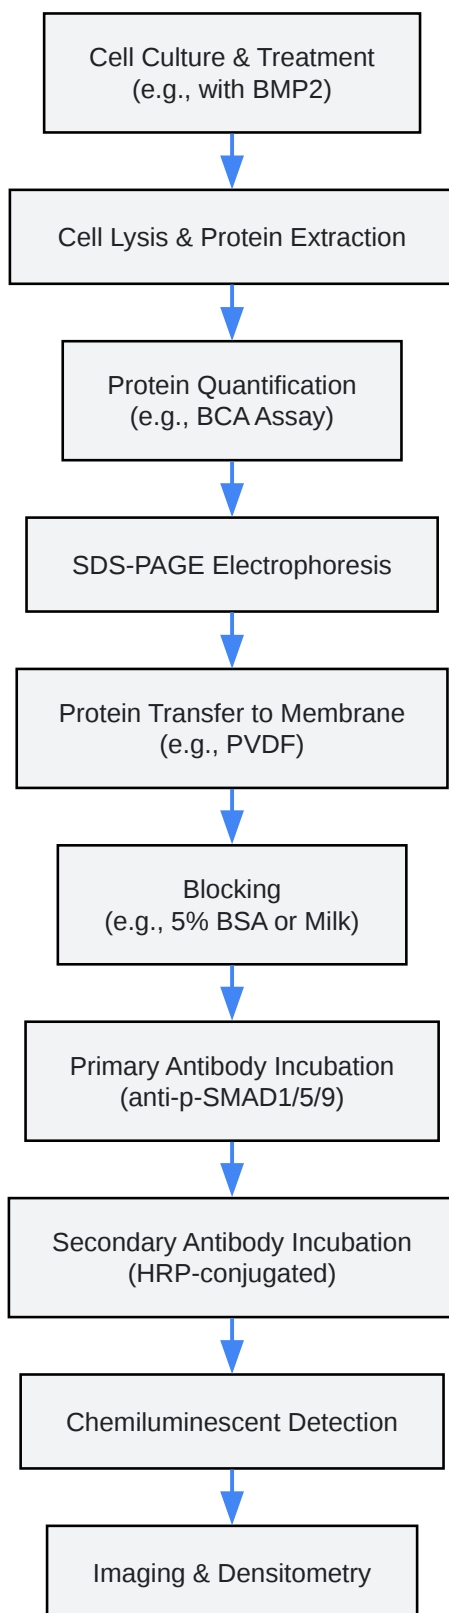 Cell Culture & Treatment
(e.g., with BMP2)
Cell Lysis & Protein Extraction
Protein Quantification
(e.g., BCA Assay)
SDS-PAGE Electrophoresis
Protein Transfer to Membrane
(e.g., PVDF)
Blocking
(e.g., 5% BSA or Milk)
Primary Antibody Incubation
(anti-p-SMAD1/5/9)
Secondary Antibody Incubation
(HRP-conjugated)
Chemiluminescent Detection
Imaging & Densitometry